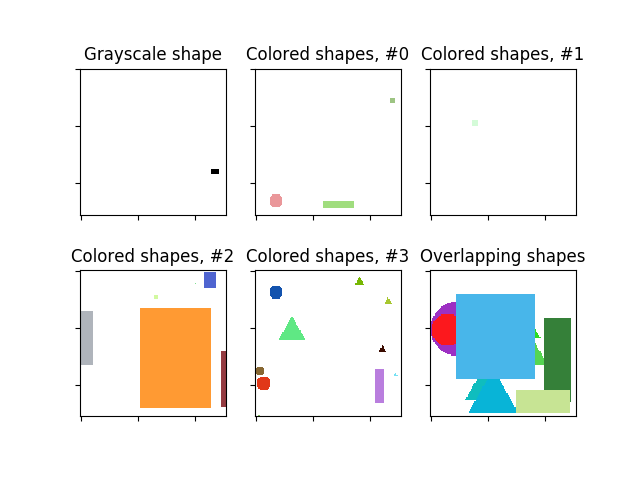 Grayscale shape
Colored shapes, #0
Colored shapes, #1
Colored shapes, #2
Colored shapes, #3
Overlapping shapes